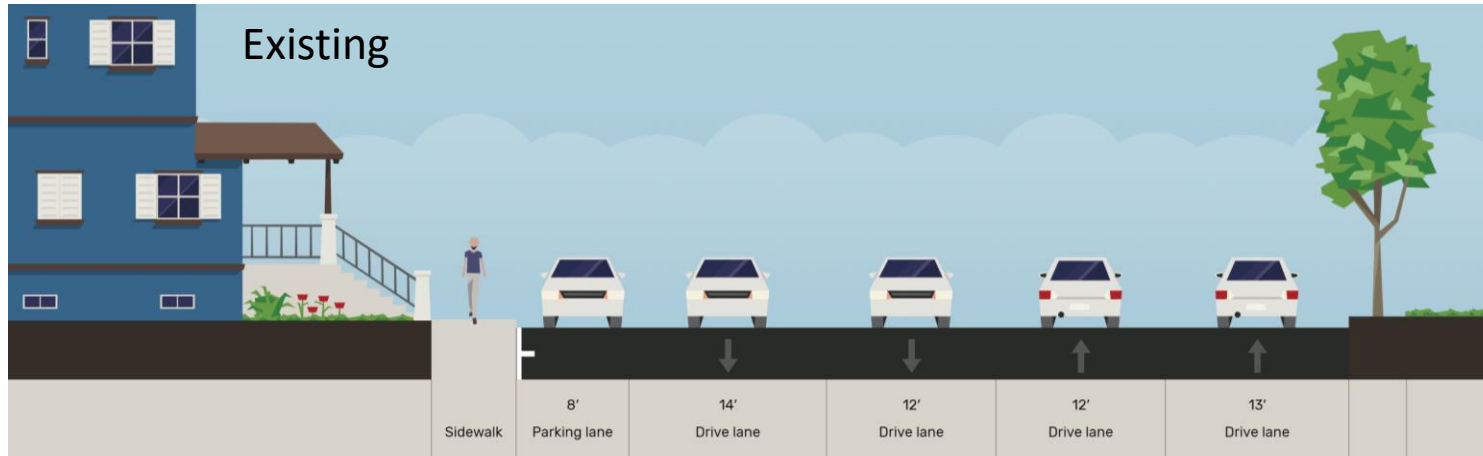 Existing
8’ 14’ 12’ 12’ 13’
Sidewalk Parking lane Drive lane Drive lane Drive lane Drive lane